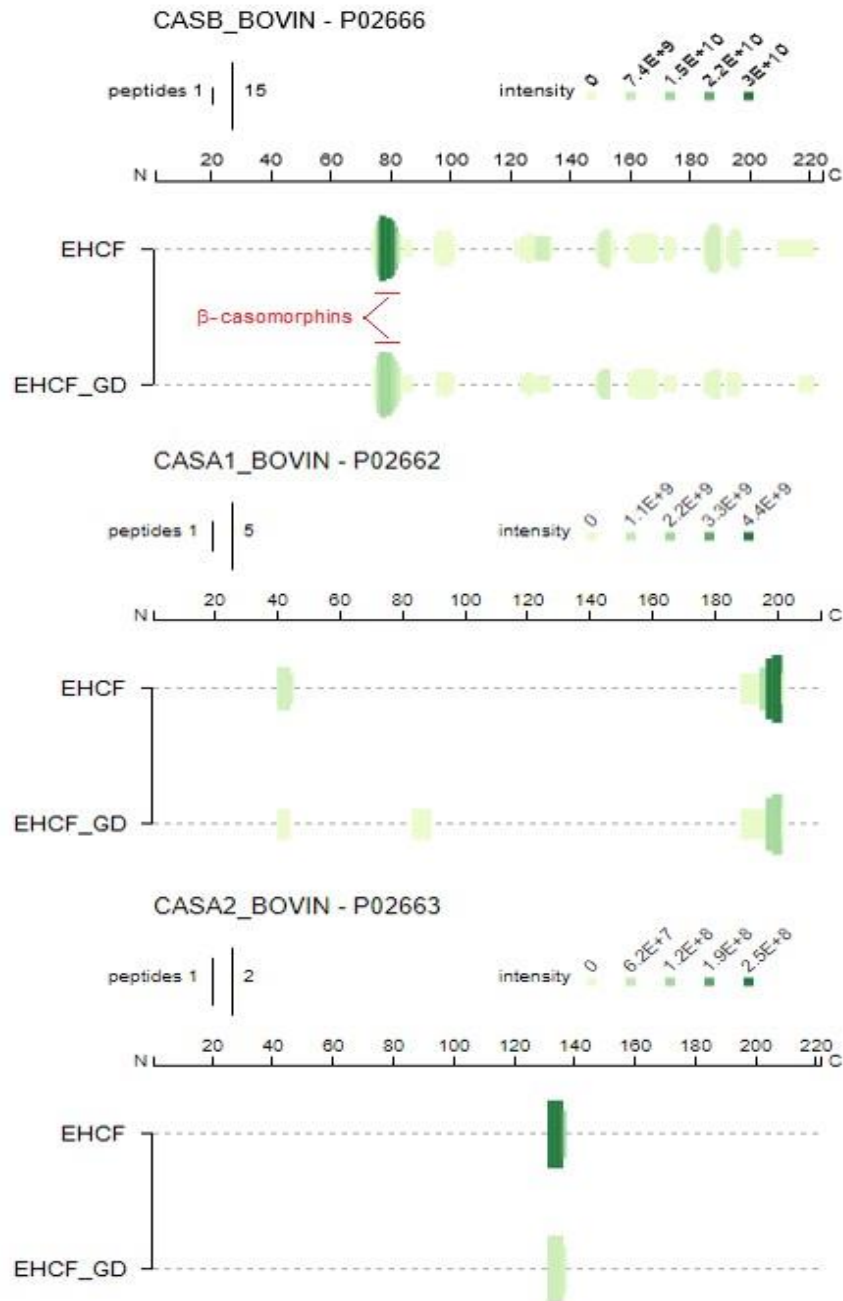 CASB_BOVIN - P02666
peptides 1 15 intensity 0 7.4E+9 1.5E+10 2.2E+10 3E+10
N 20 40 60 80 100 120 140 160 180 200 220 C
EHCF
β-casomorphins
EHCF_GD
CASA1_BOVIN - P02662
peptides 1 5 intensity 0 1.1E+9 2.2E+9 3.3E+9 4.4E+9
N 20 40 60 80 100 120 140 160 180 200 C
EHCF
EHCF_GD
CASA2_BOVIN - P02663
peptides 1 2 intensity 0 6.2E+7 1.2E+8 1.9E+8 2.5E+8
N 20 40 60 80 100 120 140 160 180 200 220 C
EHCF
EHCF_GD